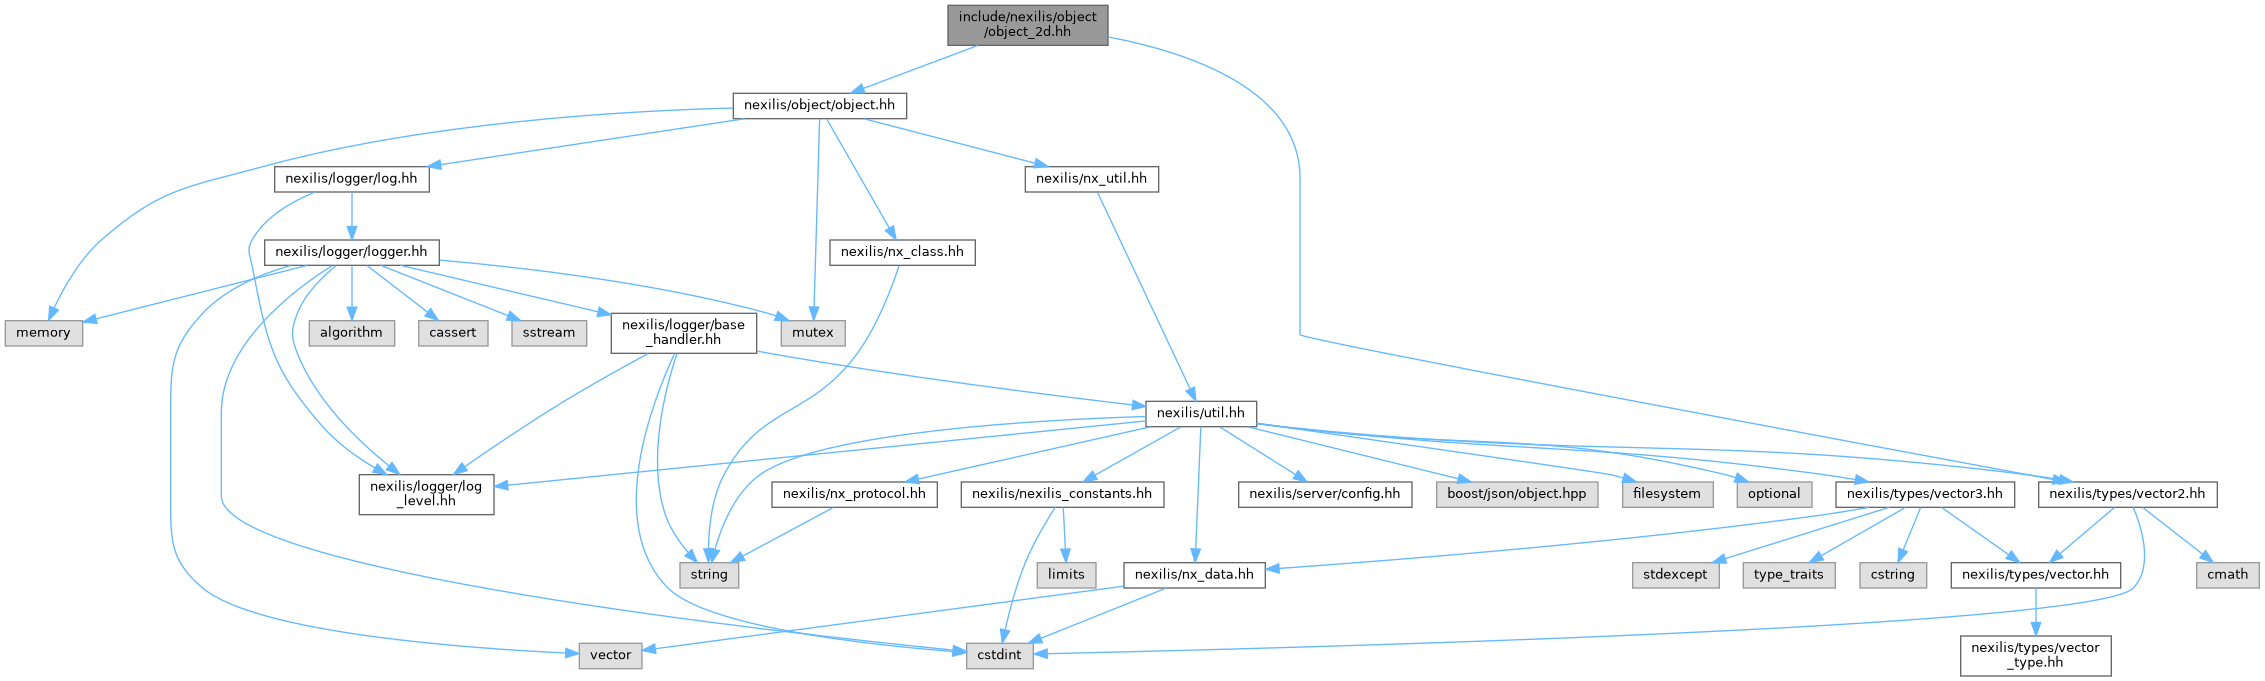 include/nexilis/object
/object_2d.hh
nexilis/object/object.hh
nexilis/logger/log.hh
nexilis/nx_util.hh
nexilis/logger/logger.hh
nexilis/nx_class.hh
memory
algorithm
cassert
sstream
nexilis/logger/base
_handler.hh
mutex
nexilis/util.hh
nexilis/logger/log
_level.hh
nexilis/nx_protocol.hh
nexilis/nexilis_constants.hh
nexilis/server/config.hh
boost/json/object.hpp
filesystem
optional
nexilis/types/vector3.hh
nexilis/types/vector2.hh
string
limits
nexilis/nx_data.hh
stdexcept
type_traits
cstring
nexilis/types/vector.hh
cmath
vector
cstdint
nexilis/types/vector
_type.hh